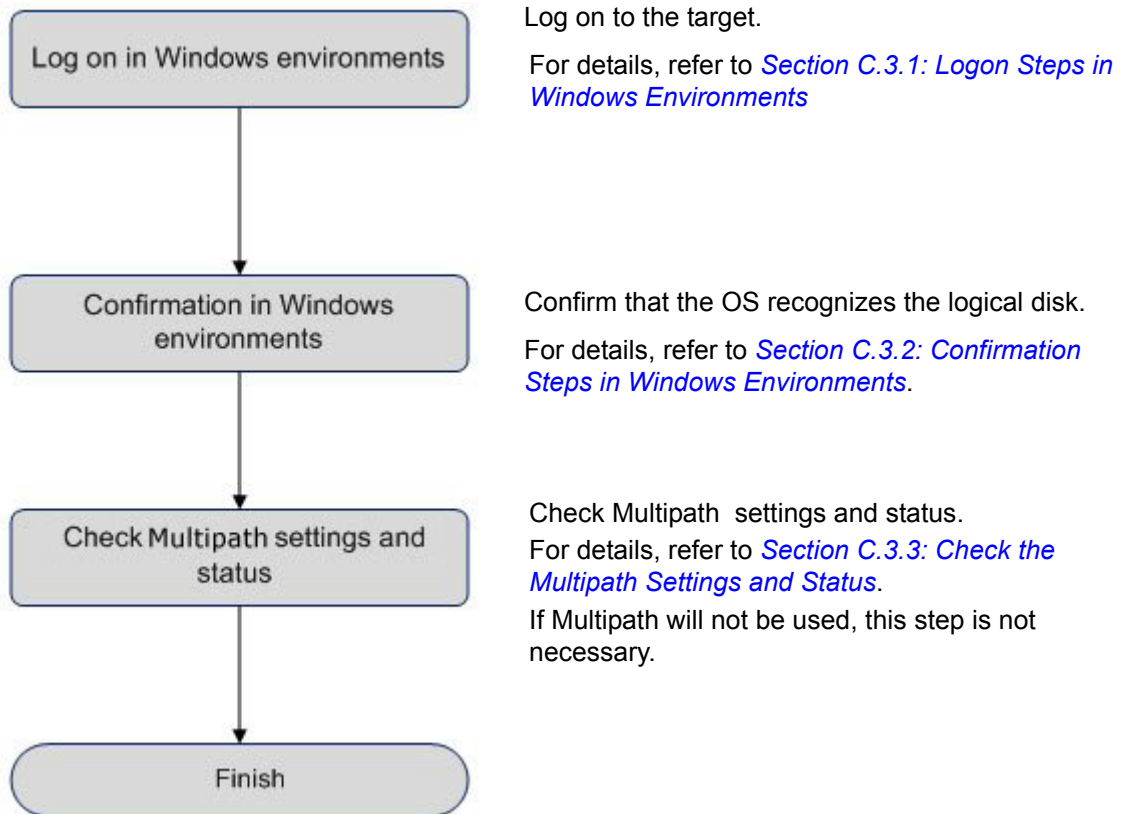 Log on in Windows environments
Log on to the target.
For details, refer to Section C.3.1: Logon Steps in
Windows Environments
Confirmation in Windows
environments
Confirm that the OS recognizes the logical disk.
For details, refer to Section C.3.2: Confirmation
Steps in Windows Environments.
Check Multipath settings and
status
Check Multipath  settings and status.
For details, refer to Section C.3.3: Check the
Multipath Settings and Status.
If Multipath will not be used, this step is not
necessary.
Finish